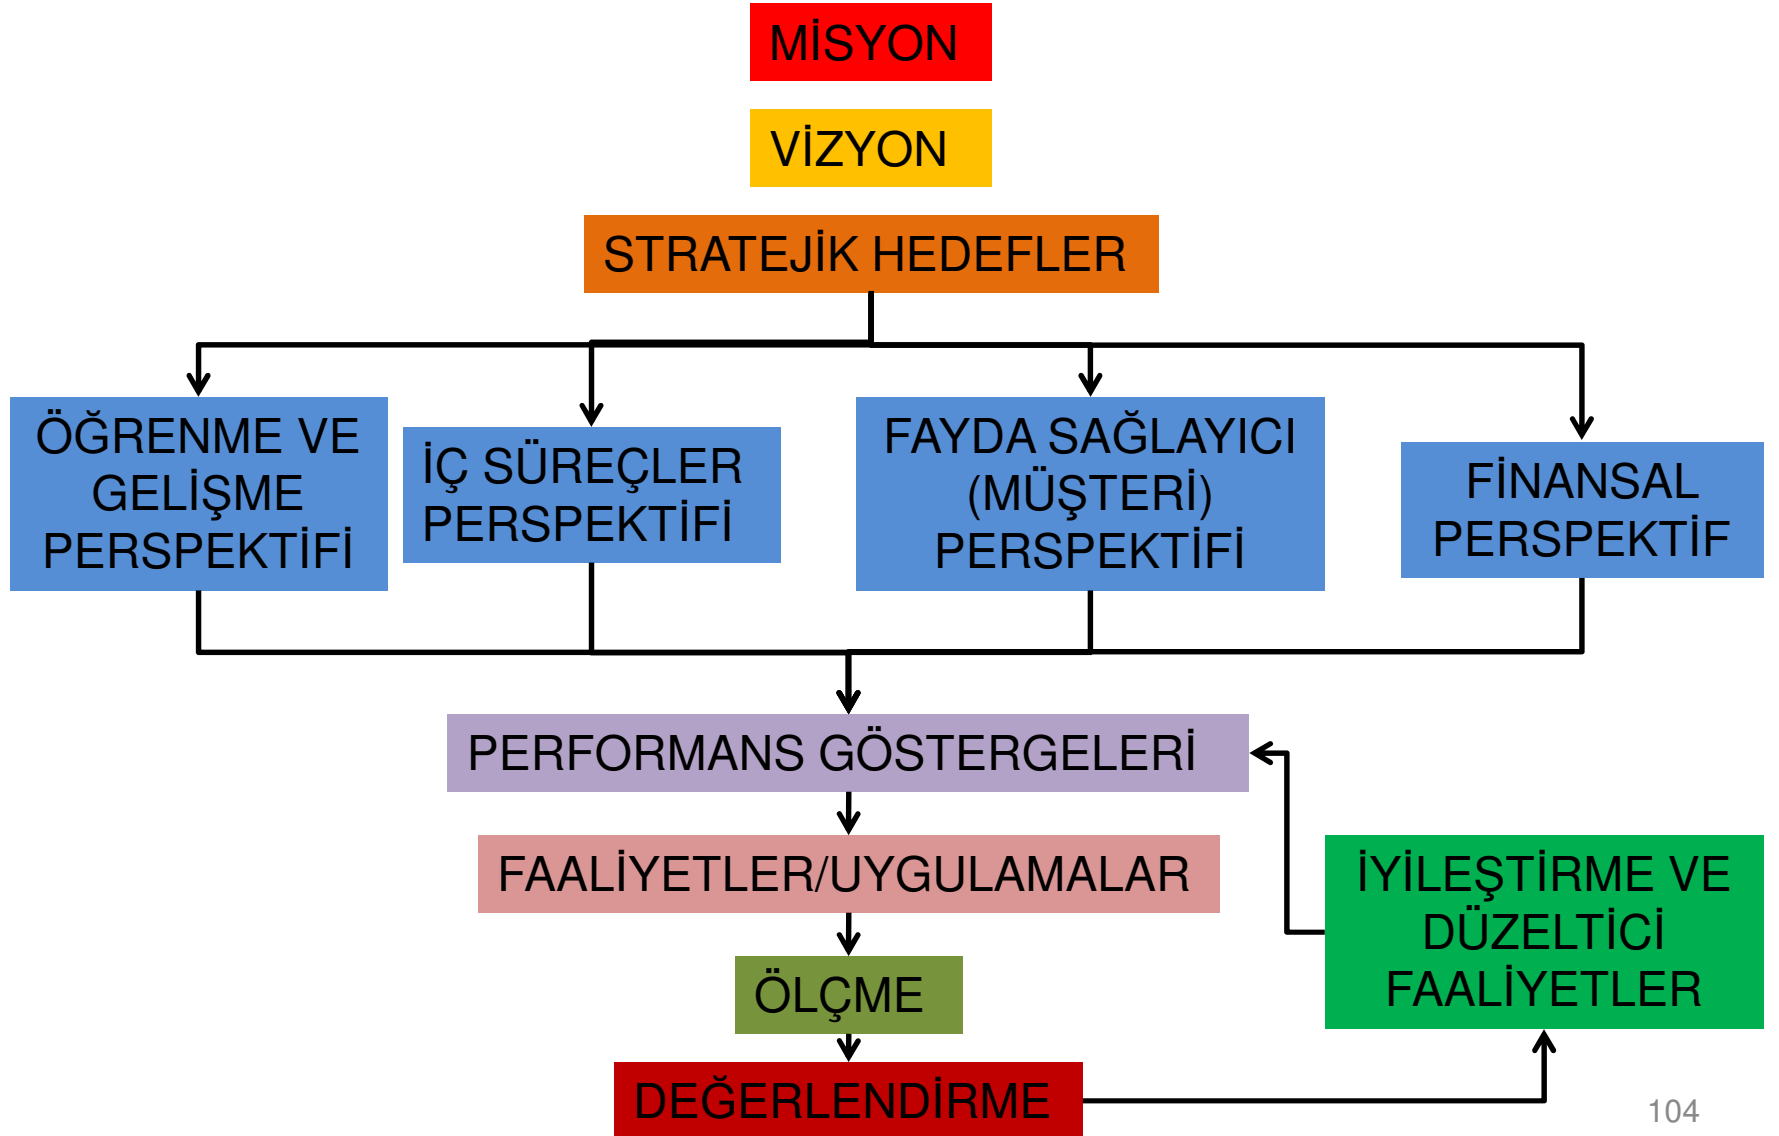 MİSYON
VİZYON
STRATEJİK HEDEFLER
ÖĞRENME VE
GELİŞME
PERSPEKTİFİ
İÇ SÜREÇLER
PERSPEKTİFİ
FAYDA SAĞLAYICI
(MÜŞTERİ)
PERSPEKTİFİ
FİNANSAL
PERSPEKTİF
PERFORMANS GÖSTERGELERİ
FAALİYETLER/UYGULAMALAR
İYİLEŞTİRME VE
DÜZELTİCİ
FAALİYETLER
ÖLÇME
DEĞERLENDİRME
104